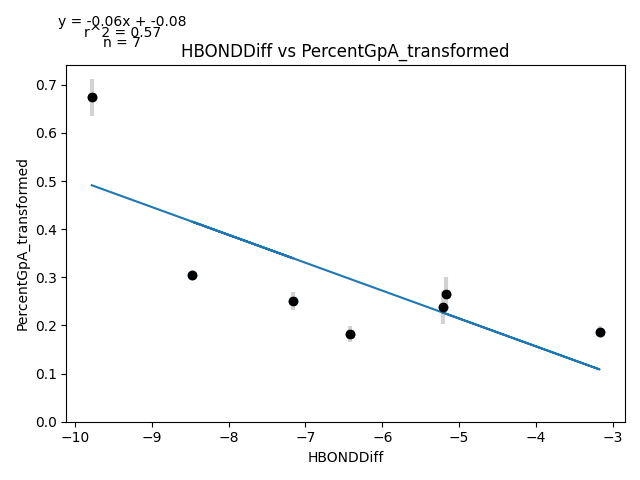 y = -0.06x + -0.08
r^2 = 0.57
n = 7
HBONDDiff vs PercentGpA_transformed
PercentGpA_transformed
0.7
0.6
0.5
0.4
0.3
0.2
0.1
0.0
−10 −9 −8 −7 −6 −5 −4 −3
HBONDDiff